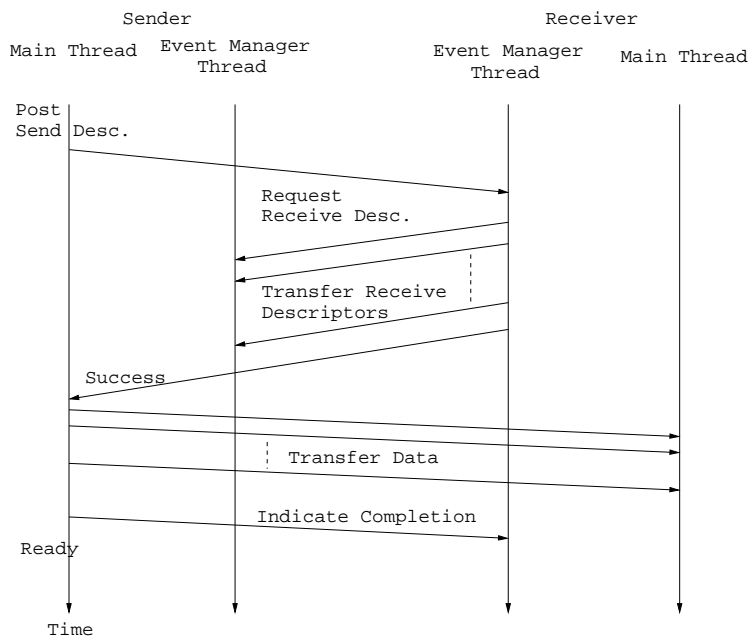 Sender
Receiver
Main Thread
Event Manager
Thread
Event Manager
Thread
Main Thread
Post
Send Desc.
Request
Receive Desc.
Transfer Receive
Descriptors
Success
Transfer Data
Indicate Completion
Ready
Time